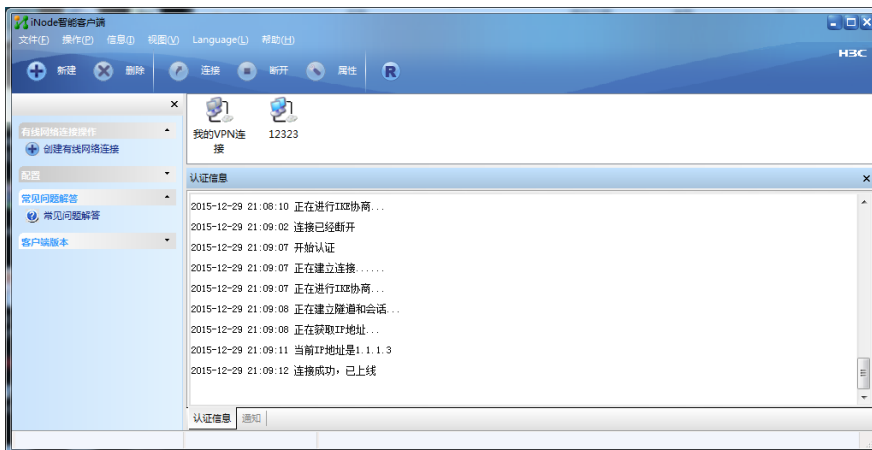 iNode智能客户端
文件(F) 操作(P) 信息(I) 视图(V) Language(L) 帮助(H)
H3C
新建 删除 连接 断开 属性 R
有线网络连接操作
创建有线网络连接
配置
常见问题解答
常见问题解答
客户端版本
我的VPN连
接
12323
认证信息
2015-12-29 21:08:10 正在进行IKE协商...
2015-12-29 21:09:02 连接已经断开
2015-12-29 21:09:07 开始认证
2015-12-29 21:09:07 正在建立连接......
2015-12-29 21:09:07 正在进行IKE协商...
2015-12-29 21:09:08 正在建立隧道和会话...
2015-12-29 21:09:08 正在获取IP地址...
2015-12-29 21:09:11 当前IP地址是1.1.1.3
2015-12-29 21:09:12 连接成功，已上线
认证信息 通知